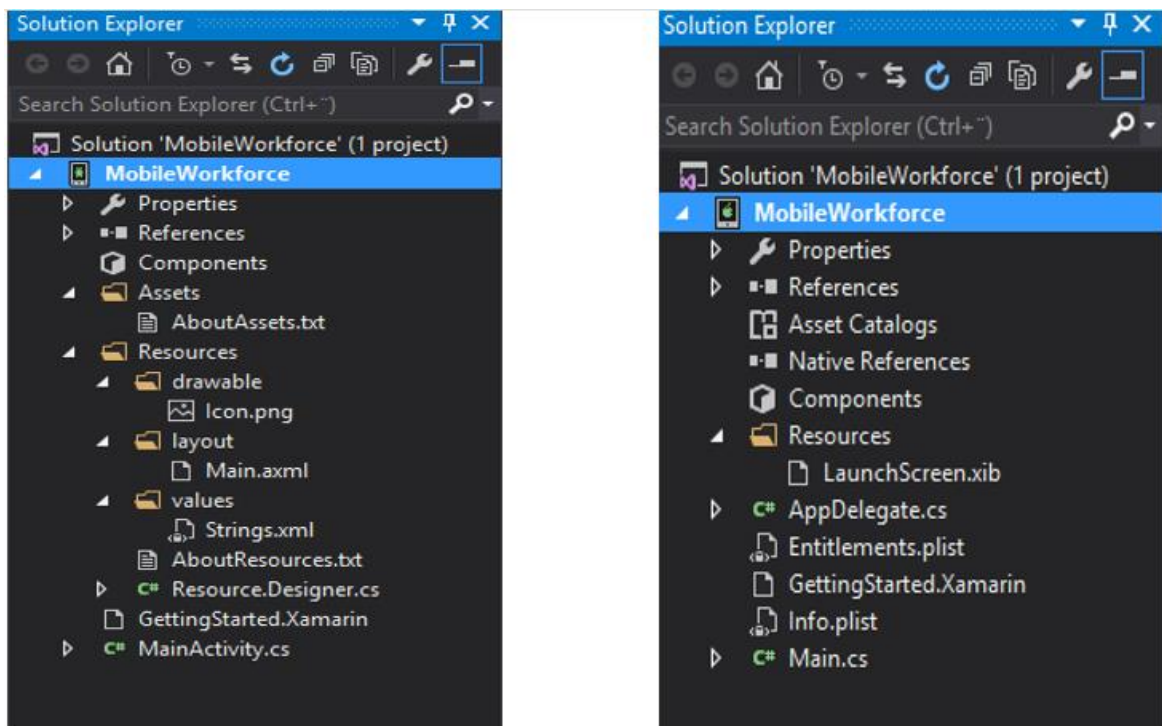 Solution Explorer
Search Solution Explorer (Ctrl+¨)
Solution 'MobileWorkforce' (1 project)
MobileWorkforce
Properties
References
Components
Assets
AboutAssets.txt
Resources
drawable
Icon.png
layout
Main.axml
values
Strings.xml
AboutResources.txt
C# Resource.Designer.cs
GettingStarted.Xamarin
C# MainActivity.cs
Solution Explorer
Search Solution Explorer (Ctrl+¨)
Solution 'MobileWorkforce' (1 project)
MobileWorkforce
Properties
References
Asset Catalogs
Native References
Components
Resources
LaunchScreen.xib
C# AppDelegate.cs
Entitlements.plist
GettingStarted.Xamarin
Info.plist
C# Main.cs